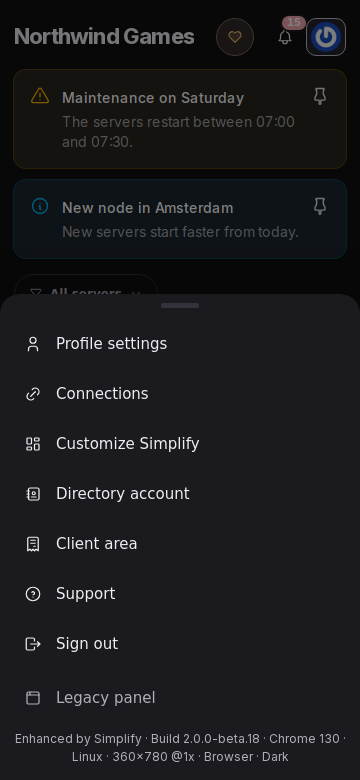 Northwind Games
15
Maintenance on Saturday
The servers restart between 07:00
and 07:30.
New node in Amsterdam
New servers start faster from today.
All servers
Profile settings
Connections
Customize Simplify
Directory account
Client area
Support
Sign out
Legacy panel
Enhanced by Simplify · Build 2.0.0-beta.18 · Chrome 130 ·
Linux · 360×780 @1x · Browser · Dark